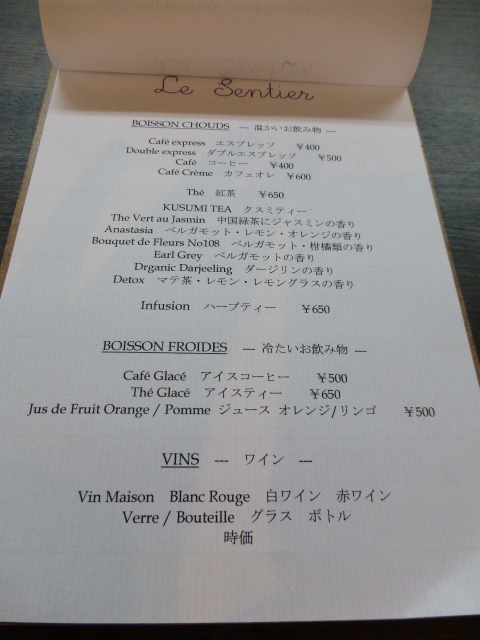 Le Sentier
BOISSON CHOUDS --- 温かいお飲み物 ---
Café express エスプレッソ ￥400
Double express ダブルエスプレッソ ￥500
Café コーヒー ￥400
Café Crème カフェオレ ￥600
Thé 紅茶 ￥650
KUSUMI TEA クスミティー
The Vert au Jasmin 中国緑茶にジャスミンの香り
Anastasia ベルガモット・レモン・オレンジの香り
Bouquet de Fleurs No108 ベルガモット・柑橘類の香り
Earl Grey ベルガモットの香り
Drganic Darjeeling ダージリンの香り
Detox マテ茶・レモン・レモングラスの香り
Infusion ハーブティー ￥650
BOISSON FROIDES --- 冷たいお飲み物 ---
Café Glacé アイスコーヒー ￥500
Thé Glacé アイスティー ￥650
Jus de Fruit Orange / Pomme ジュース オレンジ/リンゴ ￥500
VINS --- ワイン ---
Vin Maison Blanc Rouge 白ワイン 赤ワイン
Verre / Bouteille グラス ボトル
時価